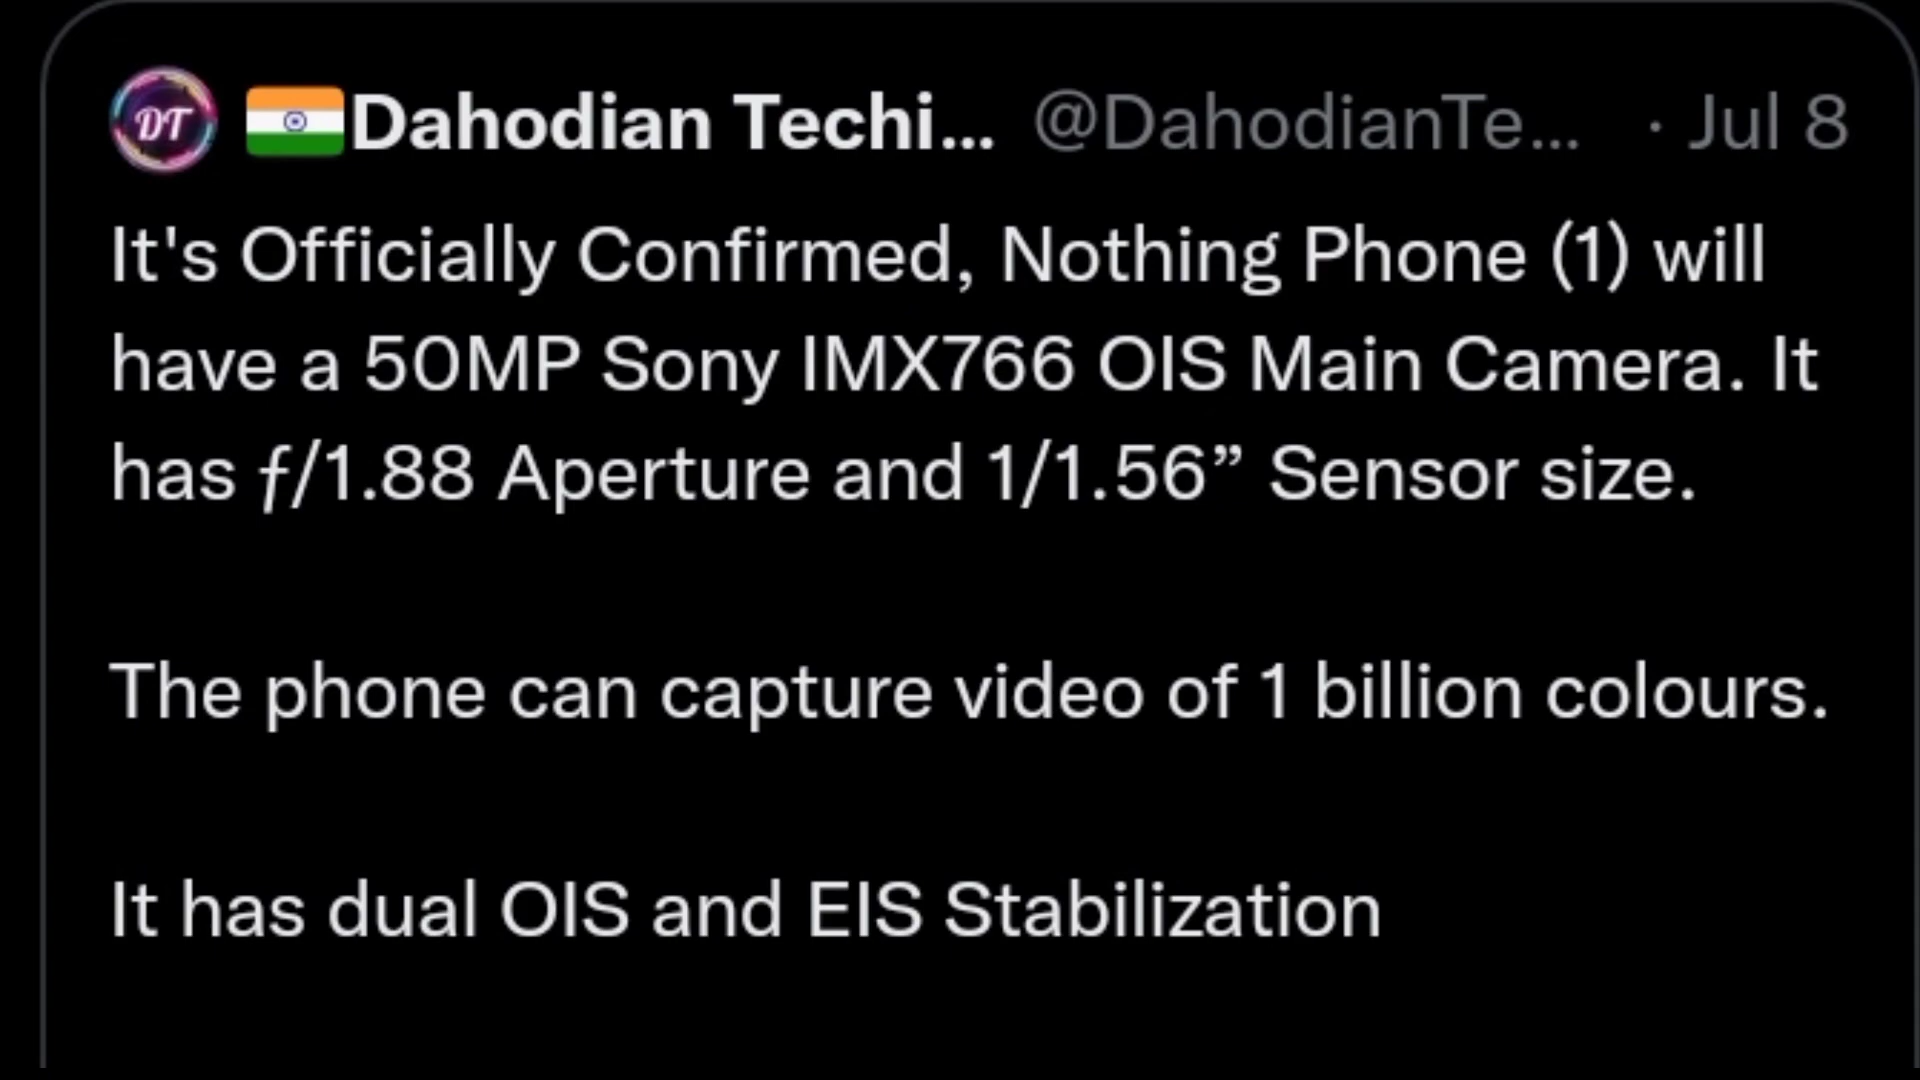 DT
🇮🇳Dahodian Techi... @DahodianTe... · Jul 8
It's Officially Confirmed, Nothing Phone (1) will
have a 50MP Sony IMX766 OIS Main Camera. It
has ƒ/1.88 Aperture and 1/1.56” Sensor size.
The phone can capture video of 1 billion colours.
It has dual OIS and EIS Stabilization